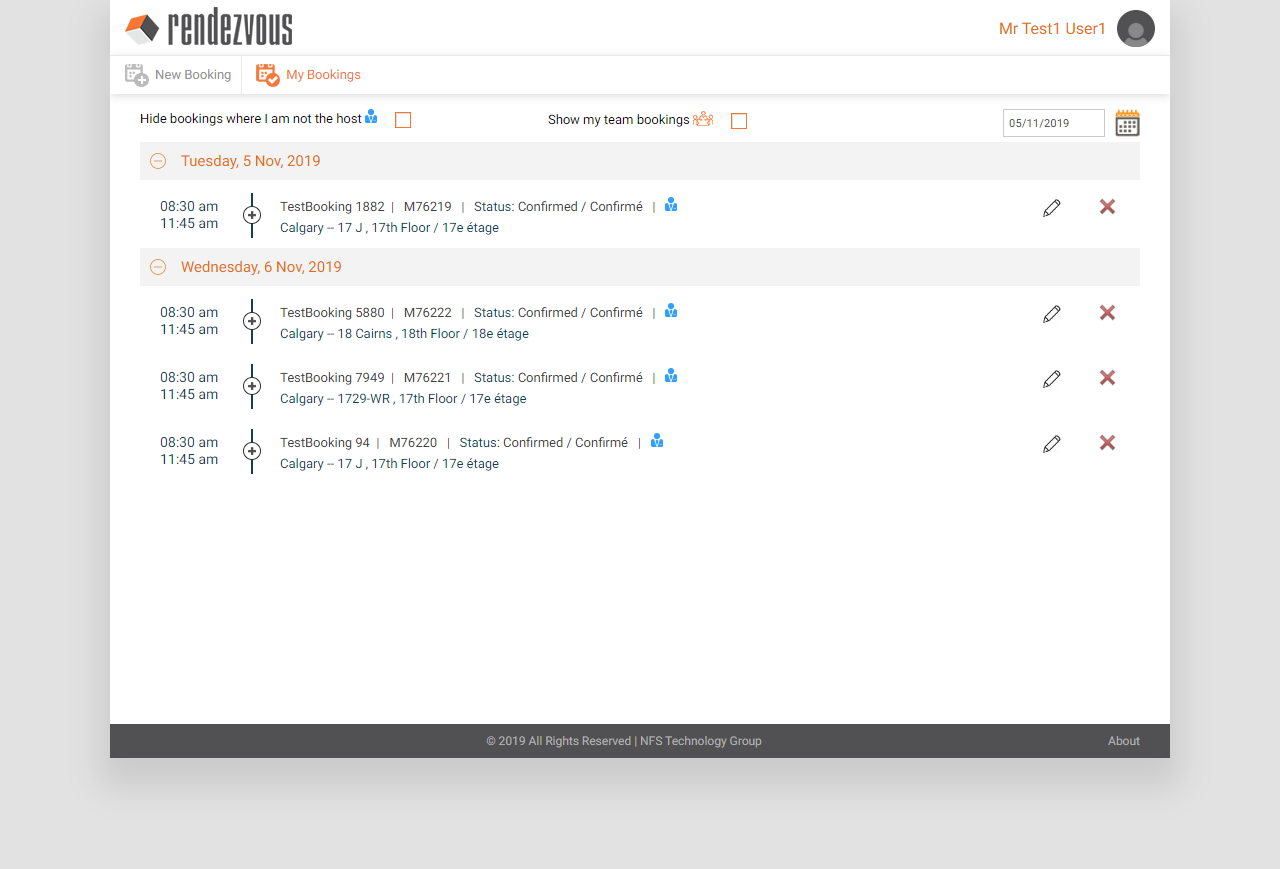 rendezvous
Mr Test1 User1
New Booking
My Bookings
Hide bookings where I am not the host
Show my team bookings
05/11/2019
Tuesday, 5 Nov, 2019
08:30 am
11:45 am
TestBooking 1882 | M76219 | Status: Confirmed / Confirmé |
Calgary -- 17 J , 17th Floor / 17e étage
Wednesday, 6 Nov, 2019
08:30 am
11:45 am
TestBooking 5880 | M76222 | Status: Confirmed / Confirmé |
Calgary -- 18 Cairns , 18th Floor / 18e étage
08:30 am
11:45 am
TestBooking 7949 | M76221 | Status: Confirmed / Confirmé |
Calgary -- 1729-WR , 17th Floor / 17e étage
08:30 am
11:45 am
TestBooking 94 | M76220 | Status: Confirmed / Confirmé |
Calgary -- 17 J , 17th Floor / 17e étage
© 2019 All Rights Reserved | NFS Technology Group
About